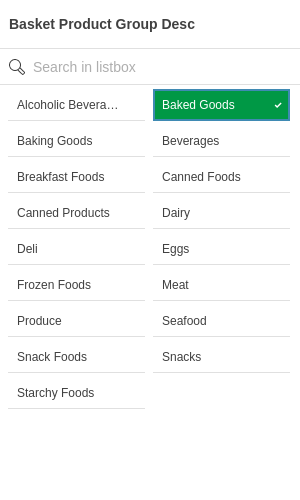 Basket Product Group Desc
Search in listbox
Alcoholic Bevera…
Baked Goods
Baking Goods
Beverages
Breakfast Foods
Canned Foods
Canned Products
Dairy
Deli
Eggs
Frozen Foods
Meat
Produce
Seafood
Snack Foods
Snacks
Starchy Foods